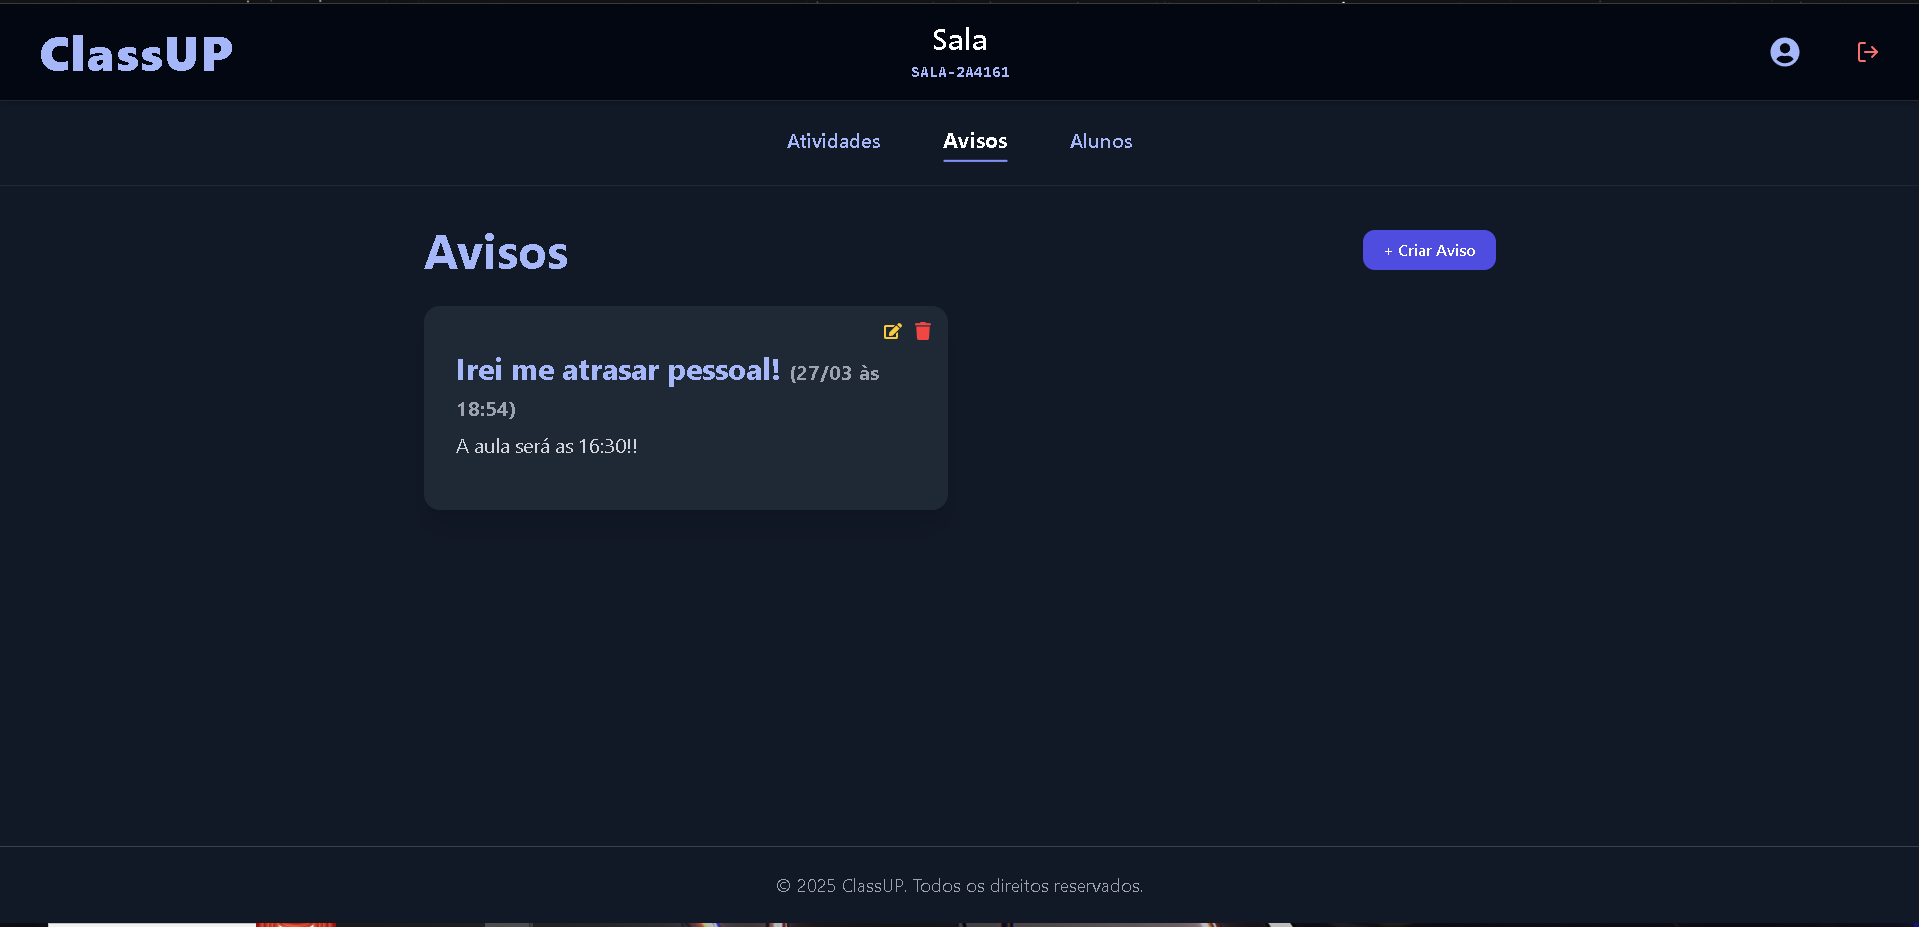 ClassUP
Sala
SALA-2A4161
Atividades
Avisos
Alunos
Avisos
+ Criar Aviso
Irei me atrasar pessoal! (27/03 às
18:54)
A aula será as 16:30!!
© 2025 ClassUP. Todos os direitos reservados.